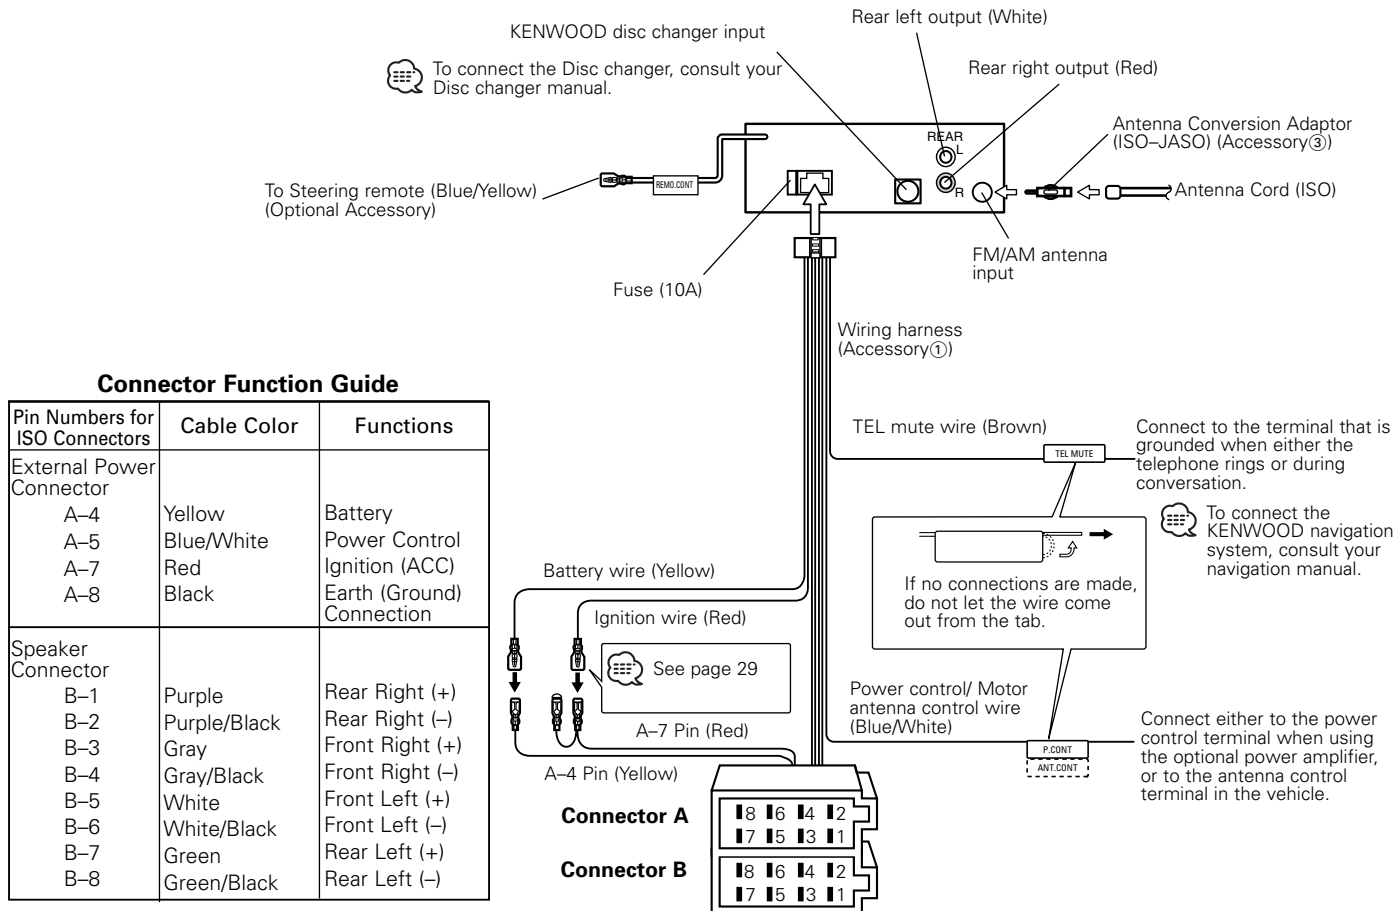 Rear left output (White)
KENWOOD disc changer input
To connect the Disc changer, consult your
Disc changer manual.
Rear right output (Red)
REAR
L
R
Antenna Conversion Adaptor
(ISO–JASO) (Accessory③)
REMO.CONT
To Steering remote (Blue/Yellow)
(Optional Accessory)
Antenna Cord (ISO)
FM/AM antenna
input
Fuse (10A)
Wiring harness
(Accessory①)
Connector Function Guide
Pin Numbers for
ISO Connectors
Cable Color
Functions
External Power
Connector
A–4 Yellow Battery
A–5 Blue/White Power Control
A–7 Red Ignition (ACC)
A–8 Black Earth (Ground)
Connection
Speaker
Connector
B–1 Purple Rear Right (+)
B–2 Purple/Black Rear Right (–)
B–3 Gray Front Right (+)
B–4 Gray/Black Front Right (–)
B–5 White Front Left (+)
B–6 White/Black Front Left (–)
B–7 Green Rear Left (+)
B–8 Green/Black Rear Left (–)
TEL mute wire (Brown)
TEL MUTE
Connect to the terminal that is
grounded when either the
telephone rings or during
conversation.
To connect the
KENWOOD navigation
system, consult your
navigation manual.
If no connections are made,
do not let the wire come
out from the tab.
Battery wire (Yellow)
Ignition wire (Red)
See page 29
A–7 Pin (Red)
A–4 Pin (Yellow)
Power control/ Motor
antenna control wire
(Blue/White)
P.CONT
ANT.CONT
Connect either to the power
control terminal when using
the optional power amplifier,
or to the antenna control
terminal in the vehicle.
Connector A
8 6 4 2
7 5 3 1
Connector B
8 6 4 2
7 5 3 1